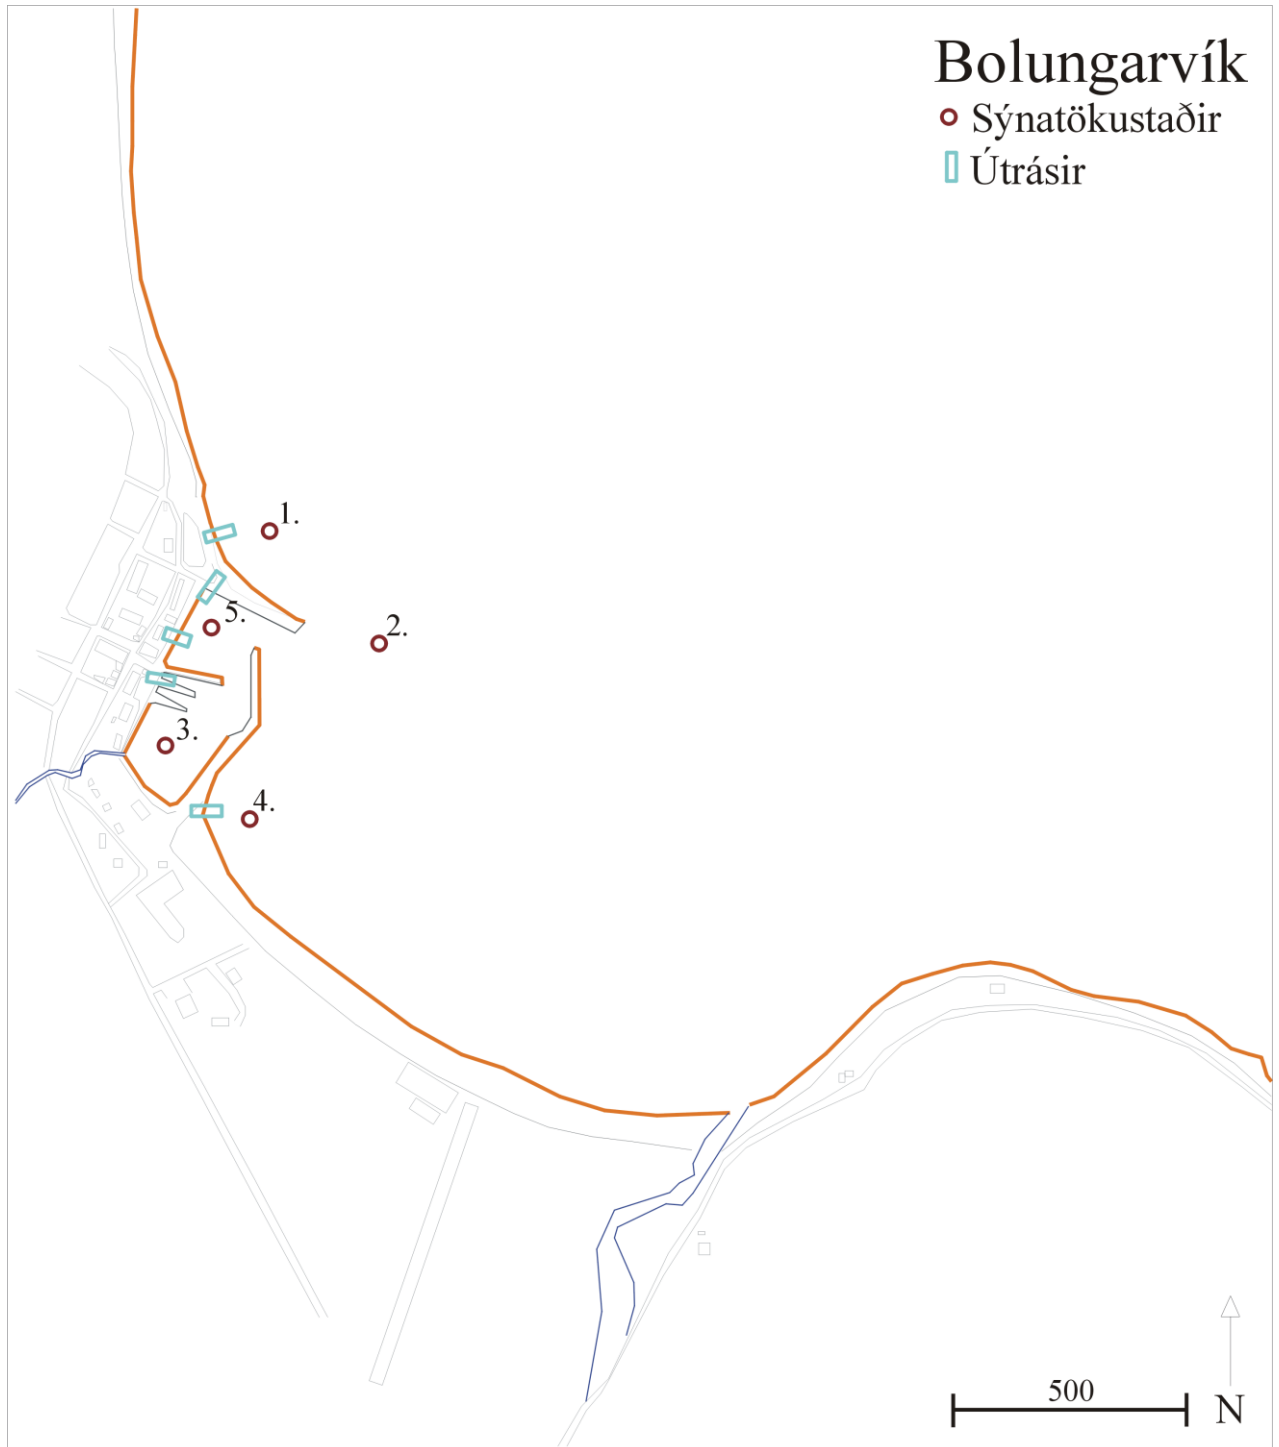 Bolungarvík
Sýnatökustaðir
Útrásir
1.
5.
2.
3.
4.
500
N